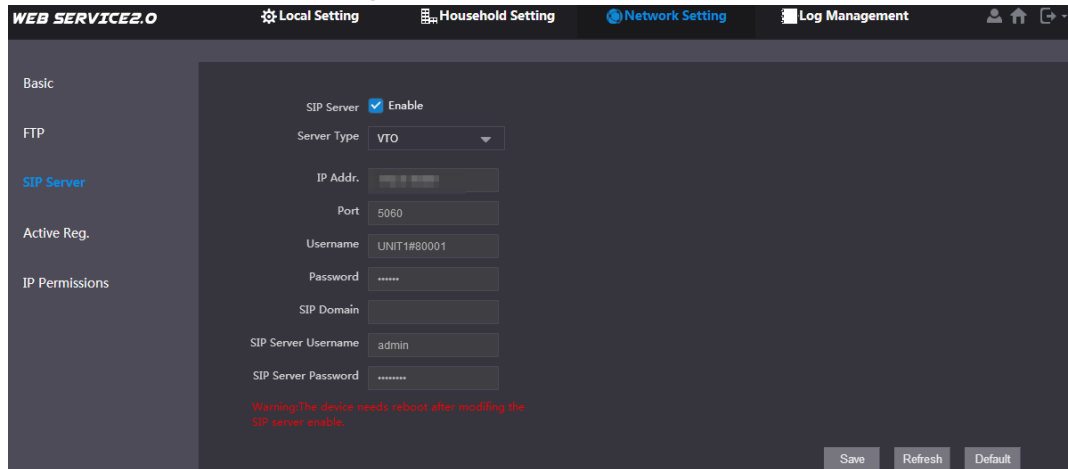 WEB SERVICE2.0 Local Setting Household Setting Network Setting Log Management
Basic
FTP
SIP Server
Active Reg.
IP Permissions
SIP Server Enable
Server Type VTO
IP Addr.
Port 5060
Username UNIT1#80001
Password ······
SIP Domain
SIP Server Username admin
SIP Server Password ········
Warning:The device needs reboot after modifing the
SIP server enable.
Save Refresh Default